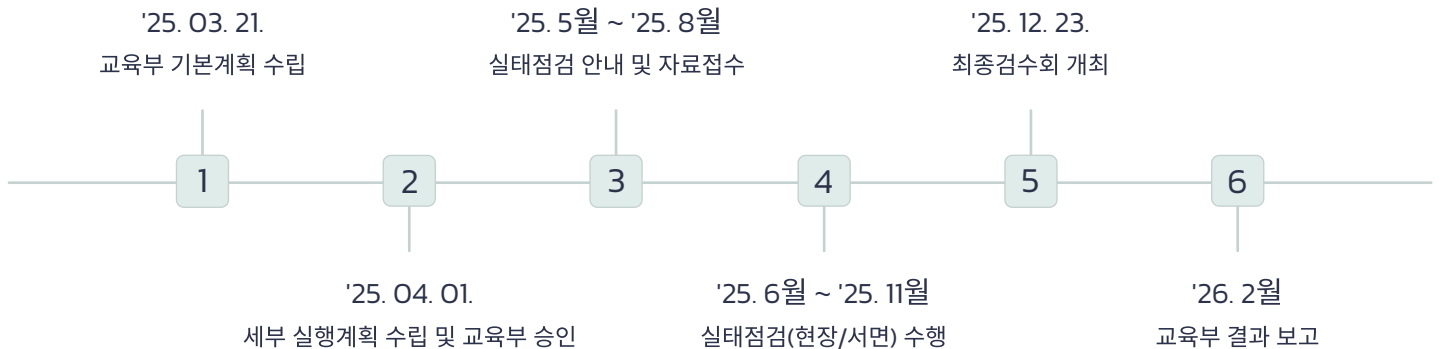 '25. 03. 21.
교육부 기본계획 수립
'25. 5월 ~ '25. 8월
실태점검 안내 및 자료접수
'25. 12. 23.
최종검수회 개최
1
2
3
4
5
6
'25. 04. 01.
세부 실행계획 수립 및 교육부 승인
'25. 6월 ~ '25. 11월
실태점검(현장/서면) 수행
'26. 2월
교육부 결과 보고